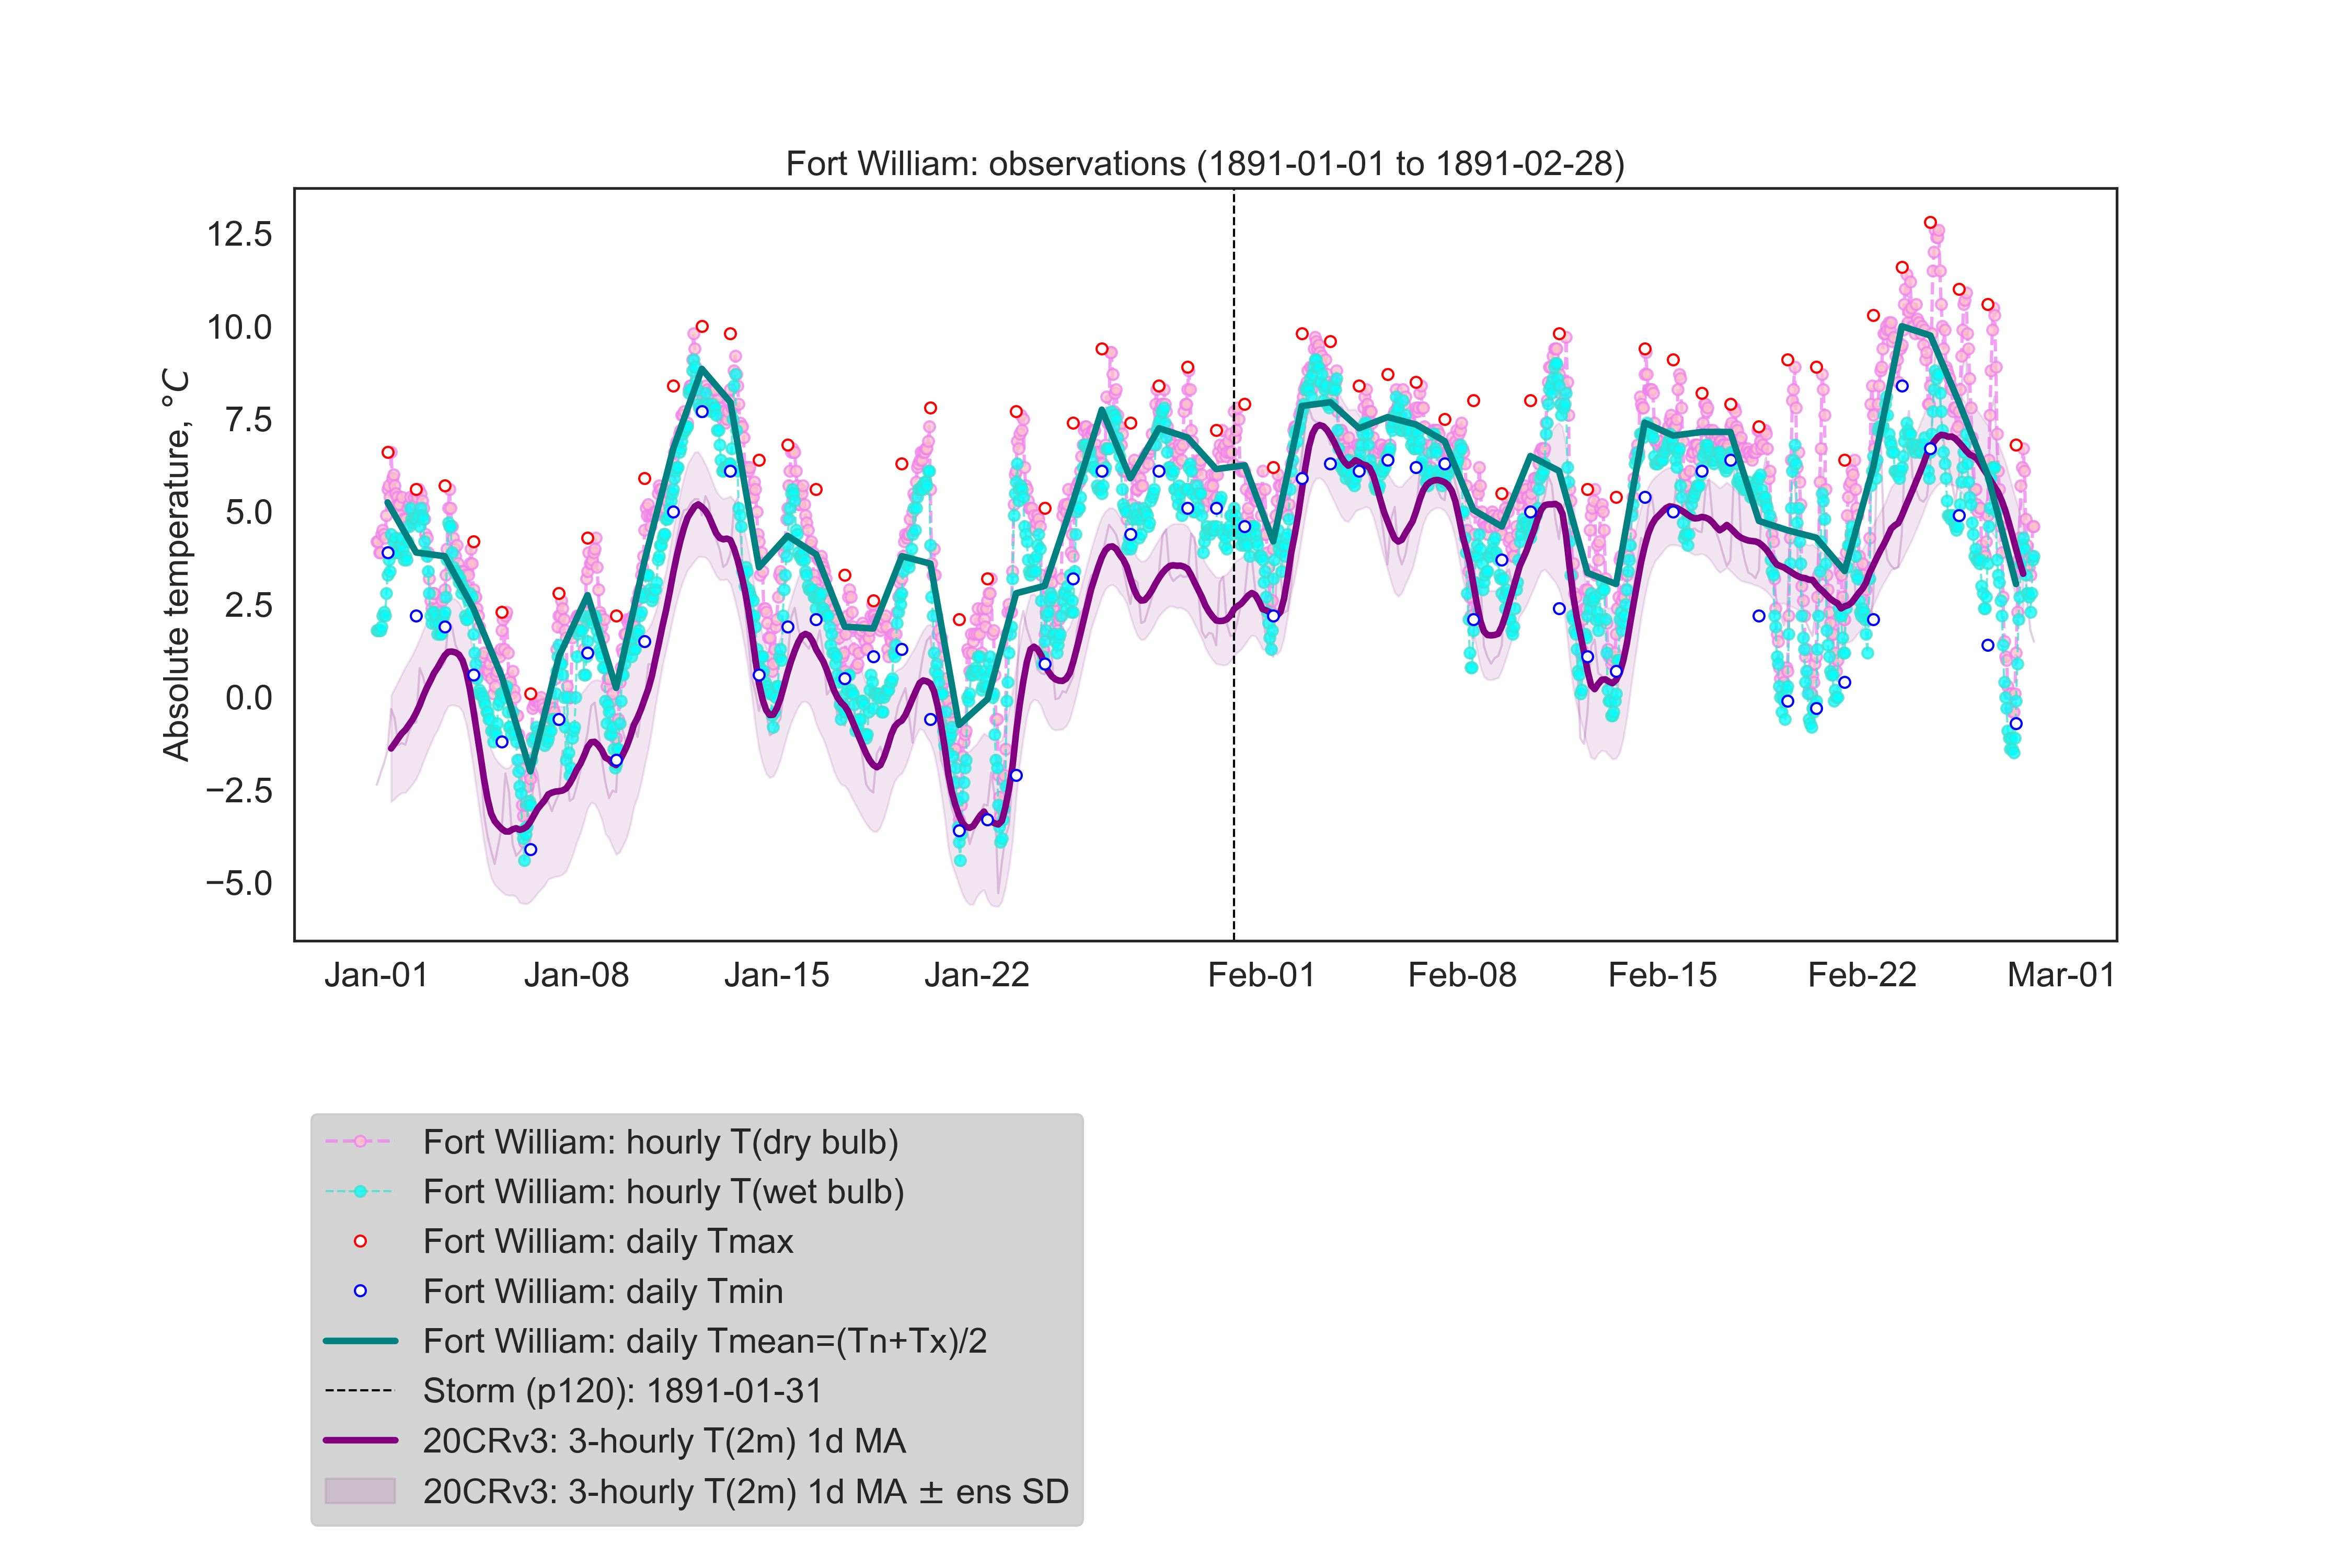 Fort William: observations (1891-01-01 to 1891-02-28)
Absolute temperature, °C
12.5
10.0
7.5
5.0
2.5
0.0
−2.5
−5.0
Jan-01 Jan-08 Jan-15 Jan-22 Feb-01 Feb-08 Feb-15 Feb-22 Mar-01
Fort William: hourly T(dry bulb)
Fort William: hourly T(wet bulb)
Fort William: daily Tmax
Fort William: daily Tmin
Fort William: daily Tmean=(Tn+Tx)/2
Storm (p120): 1891-01-31
20CRv3: 3-hourly T(2m) 1d MA
20CRv3: 3-hourly T(2m) 1d MA ± ens SD